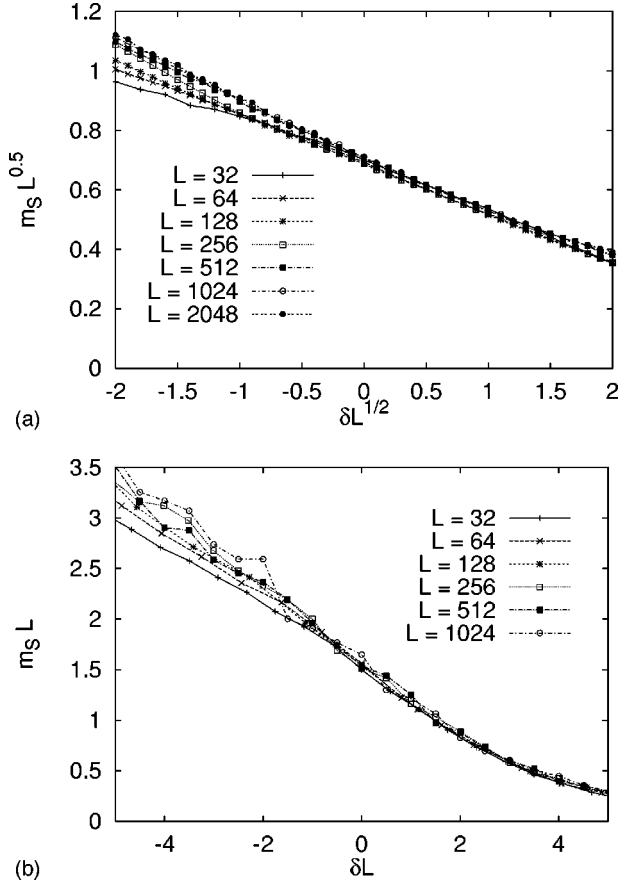 1.2
1
0.8
0.6
0.4
0.2
0
m_S L^0.5
L = 32
L = 64
L = 128
L = 256
L = 512
L = 1024
L = 2048
-2 -1.5 -1 -0.5 0 0.5 1 1.5 2
(a)
δL^1/2
3.5
3
2.5
2
1.5
1
0.5
0
m_S L
L = 32
L = 64
L = 128
L = 256
L = 512
L = 1024
-4 -2 0 2 4
(b)
δL